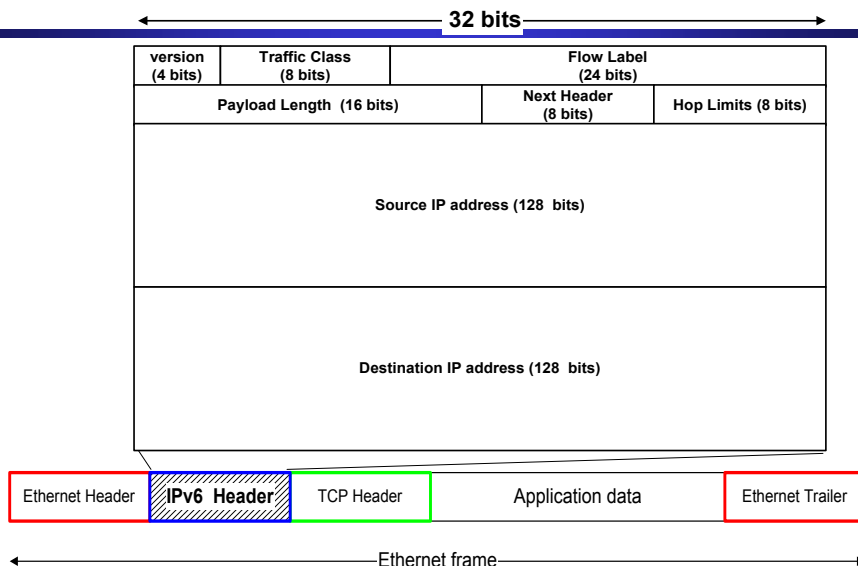 32 bits
version
(4 bits)
Traffic Class
(8 bits)
Flow Label
(24 bits)
Payload Length (16 bits)
Next Header
(8 bits)
Hop Limits (8 bits)
Source IP address (128 bits)
Destination IP address (128 bits)
Ethernet Header
IPv6 Header
TCP Header
Application data
Ethernet Trailer
Ethernet frame